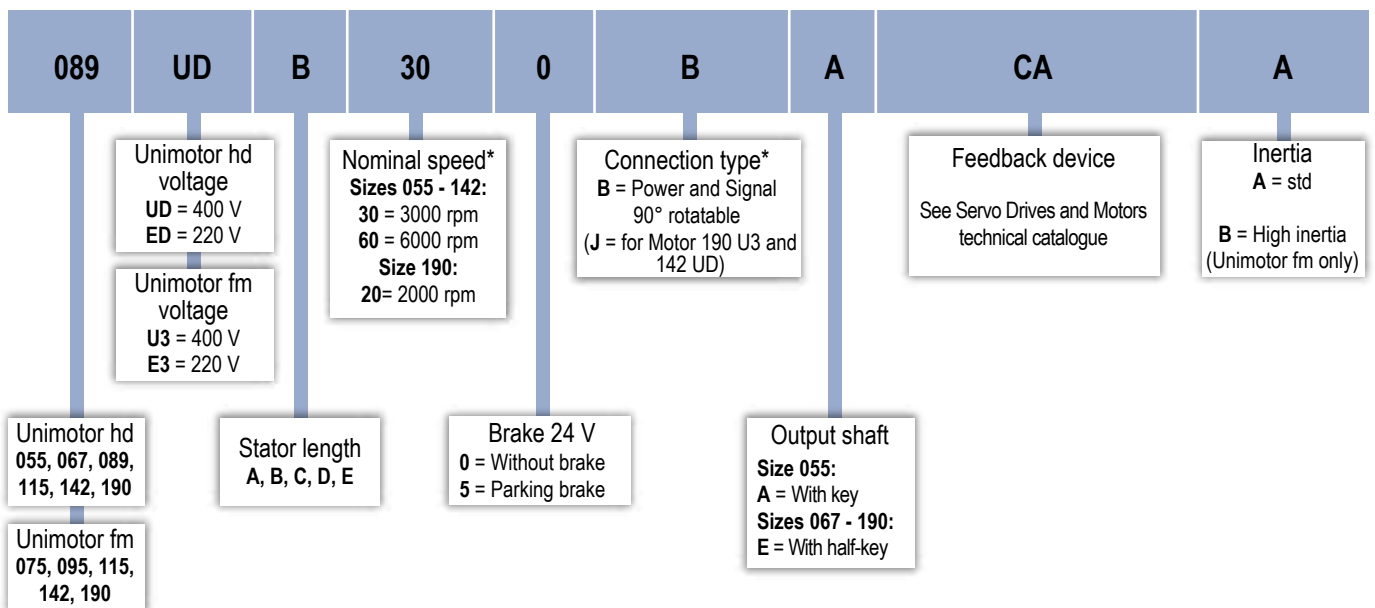 089 UD B 30 0 B A CA A
Unimotor hd
voltage
UD = 400 V
ED = 220 V
Unimotor fm
voltage
U3 = 400 V
E3 = 220 V
Nominal speed*
Sizes 055 - 142:
30 = 3000 rpm
60 = 6000 rpm
Size 190:
20= 2000 rpm
Connection type*
B = Power and Signal
90° rotatable
(J = for Motor 190 U3 and
142 UD)
Feedback device
See Servo Drives and Motors
technical catalogue
Inertia
A = std
B = High inertia
(Unimotor fm only)
Unimotor hd
055, 067, 089,
115, 142, 190
Unimotor fm
075, 095, 115,
142, 190
Stator length
A, B, C, D, E
Brake 24 V
0 = Without brake
5 = Parking brake
Output shaft
Size 055:
A = With key
Sizes 067 - 190:
E = With half-key